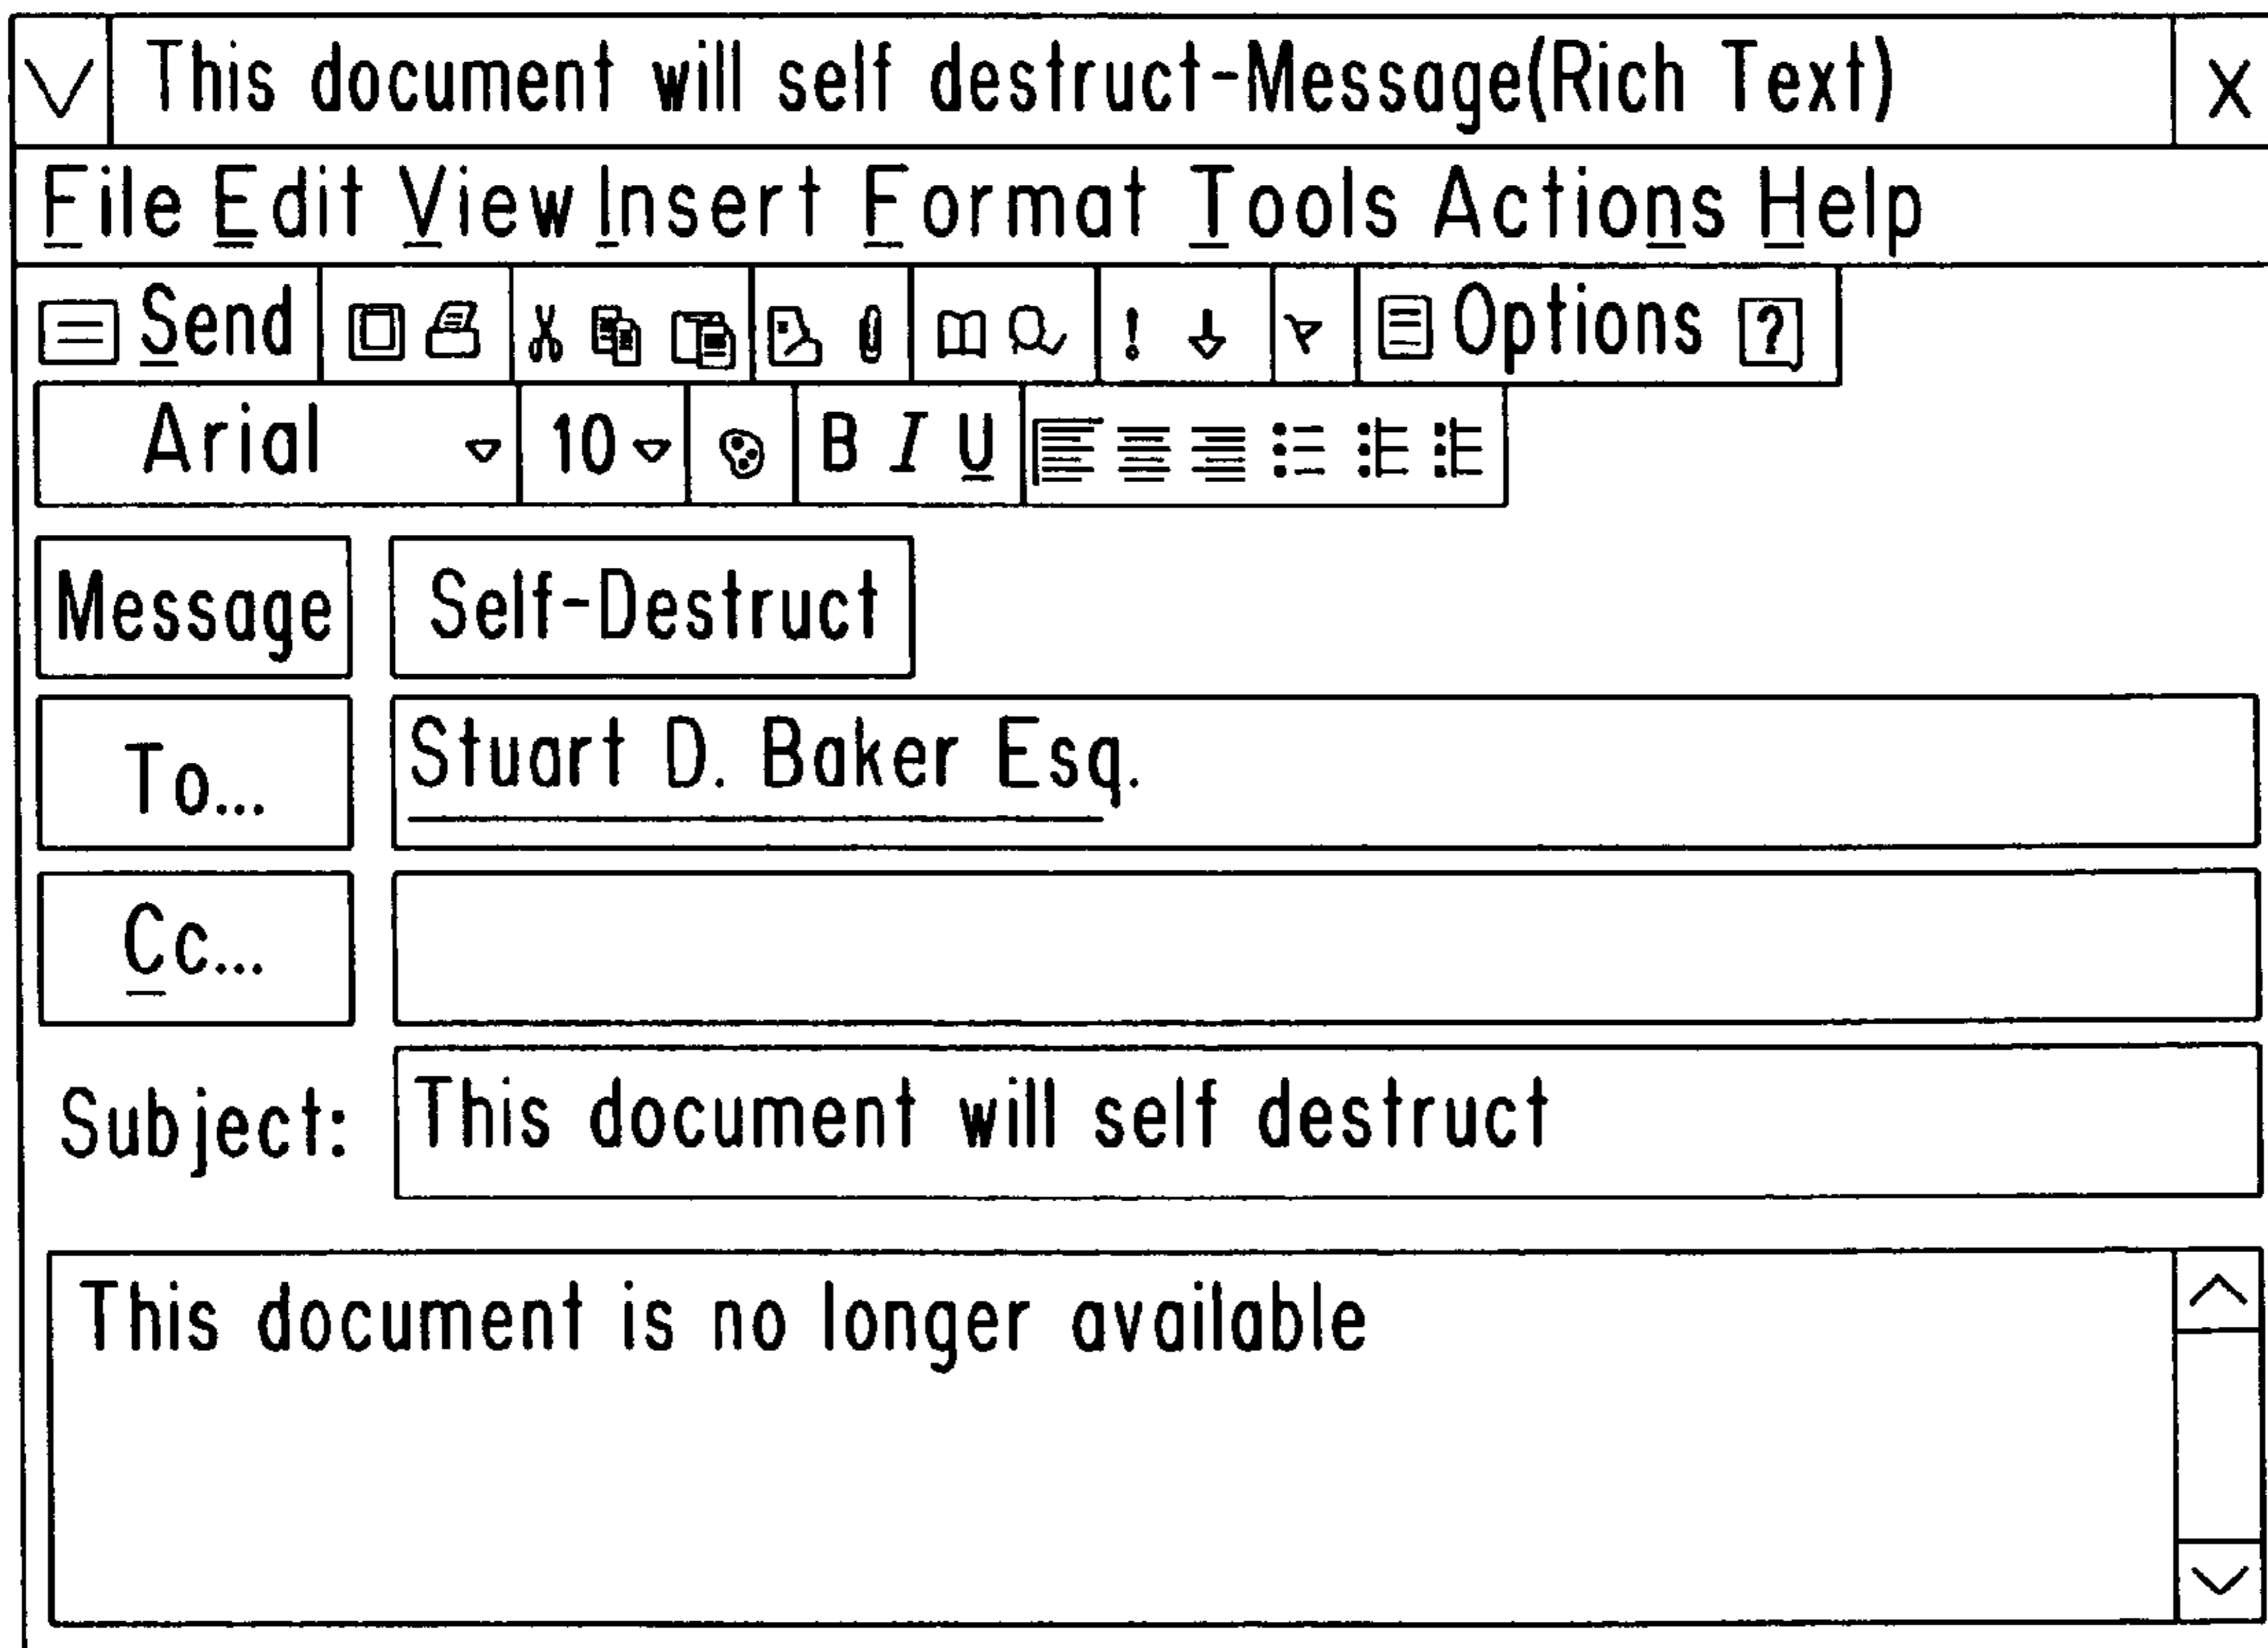 This document will self destruct-Message(Rich Text) X
File Edit View Insert Format Tools Actions Help
Send ! Options ?
Arial 10 B I U
Message Self-Destruct
To... Stuart D. Baker Esq.
Cc...
Subject: This document will self destruct
This document is no longer available